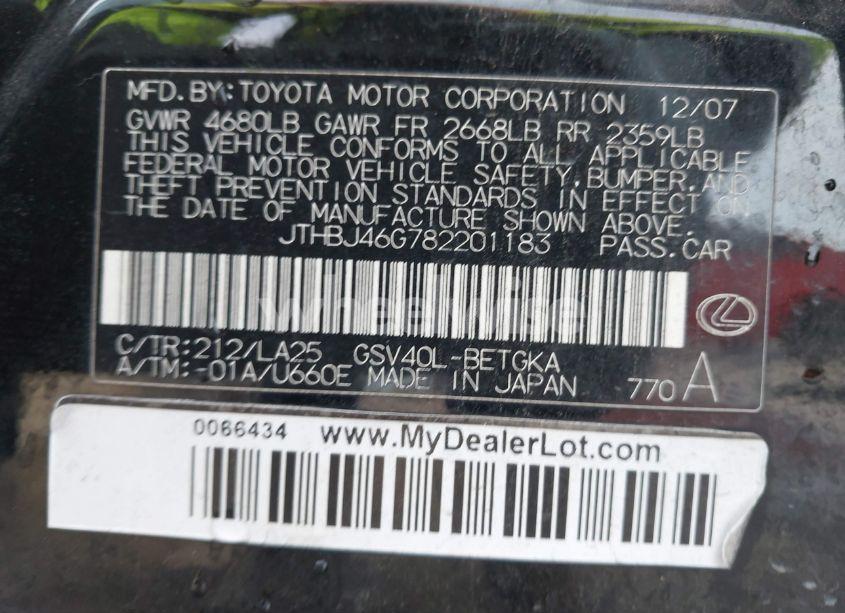 MFD.BY:TOYOTA MOTOR CORPORATION 12/07
GVWR 4680LB GAWR FR 2668LB RR 2359LB
THIS VEHICLE CONFORMS TO ALL APPLICABLE
FEDERAL MOTOR VEHICLE SAFETY,BUMPER,AND
THEFT PREVENTION STANDARDS IN EFFECT ON
THE DATE OF MANUFACTURE SHOWN ABOVE.
JTHBJ46G782201183 PASS.CAR
wheelwise
C/TR:212/LA25 GSV40L-BETGKA
A/TM:-01A/U660E MADE IN JAPAN 770 A
0066434 www.MyDealerLot.com